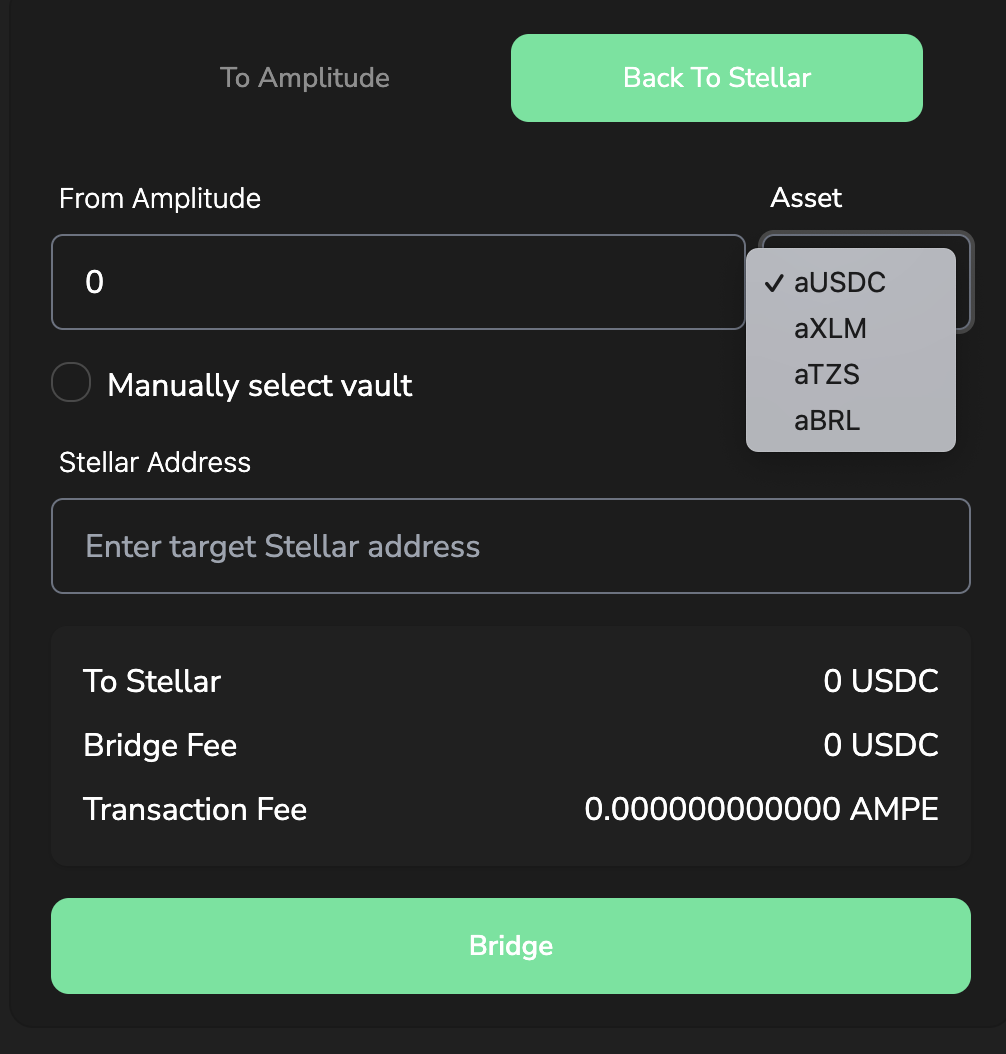 To Amplitude
Back To Stellar
From Amplitude
Asset
0
✓ aUSDC
aXLM
aTZS
aBRL
Manually select vault
Stellar Address
Enter target Stellar address
To Stellar 0 USDC
Bridge Fee 0 USDC
Transaction Fee 0.000000000000 AMPE
Bridge